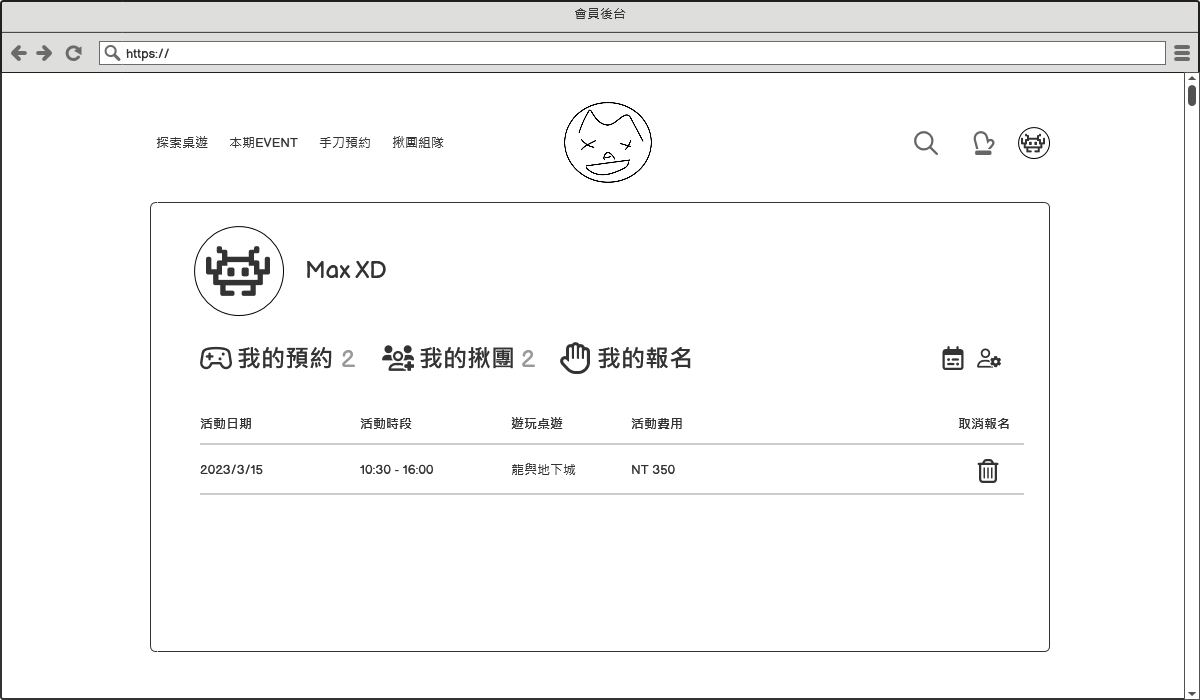 會員後台
https://
探索桌遊 本期EVENT 手刀預約 揪團組隊
Max XD
我的預約 2 我的揪團 2 我的報名
活動日期 活動時段 遊玩桌遊 活動費用 取消報名
2023/3/15 10:30 - 16:00 龍與地下城 NT 350